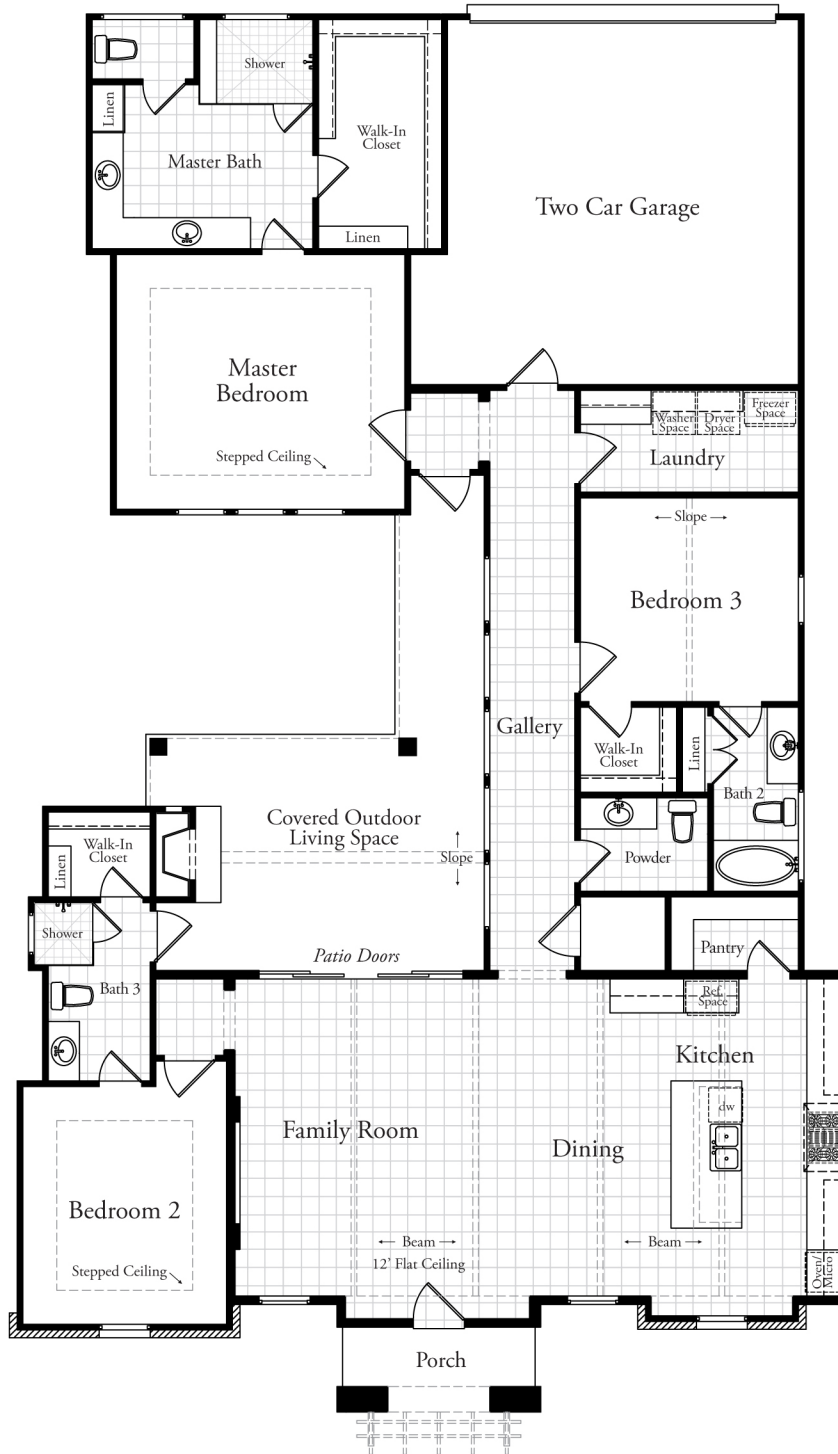 Shower
Linen
Walk-In
Closet
Master Bath
Two Car Garage
Linen
Master
Bedroom
Stepped Ceiling
Washer
Space
Dryer
Space
Freezer
Space
Laundry
Slope
Bedroom 3
Gallery
Walk-In
Closet
Linen
Bath 2
Covered Outdoor
Living Space
Slope
Walk-In
Closet
Linen
Powder
Shower
Patio Doors
Pantry
Bath 3
Ref.
Space
Kitchen
dw
Family Room
Dining
Bedroom 2
Beam
12' Flat Ceiling
Beam
Stepped Ceiling
Oven/
Micro
Porch